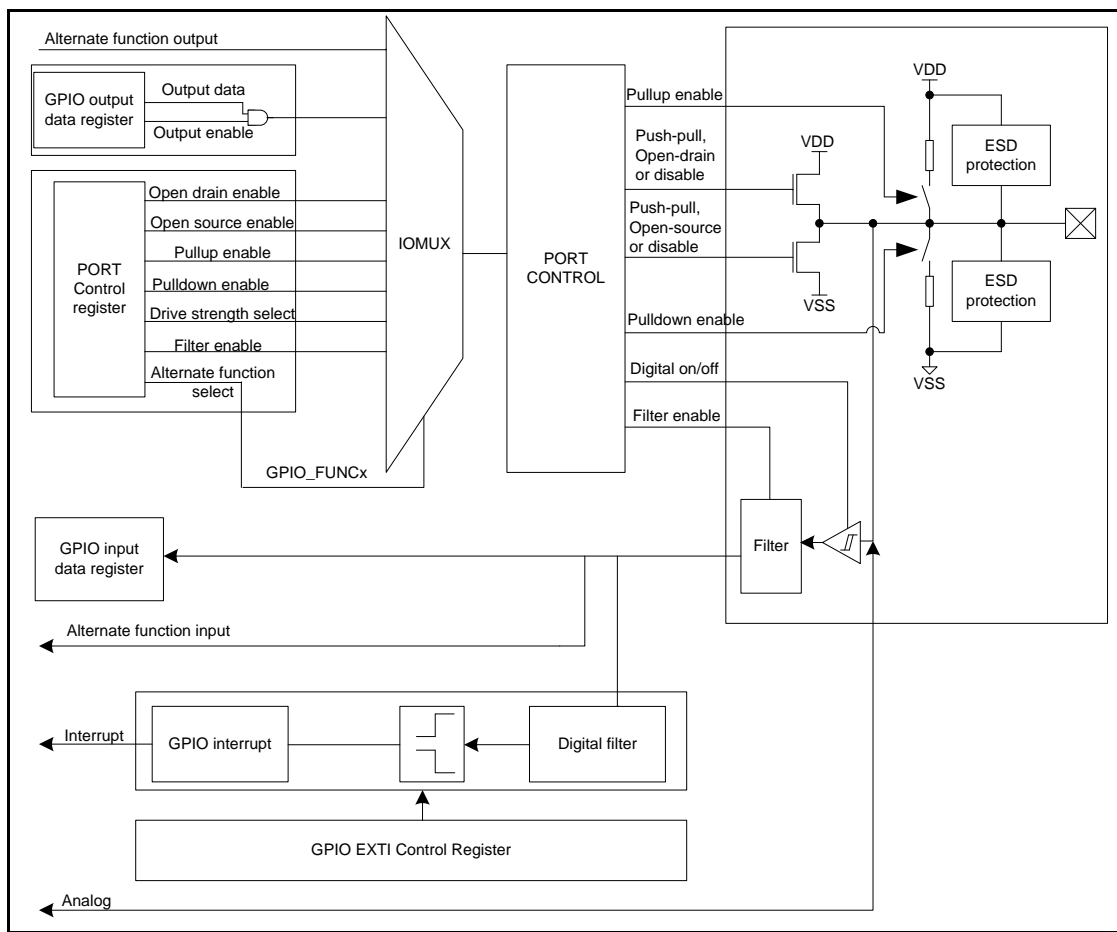 Alternate function output
GPIO output
data register
Output data
Output enable
PORT
Control
register
Open drain enable
Open source enable
Pullup enable
Pulldown enable
Drive strength select
Filter enable
Alternate function
select
GPIO_FUNCx
IOMUX
PORT
CONTROL
Pullup enable
Push-pull,
Open-drain
or disable
Push-pull,
Open-source
or disable
Pulldown enable
Digital on/off
Filter enable
VDD
VSS
VDD
ESD
protection
ESD
protection
VSS
Filter
GPIO input
data register
Alternate function input
Interrupt
GPIO interrupt
Digital filter
GPIO EXTI Control Register
Analog